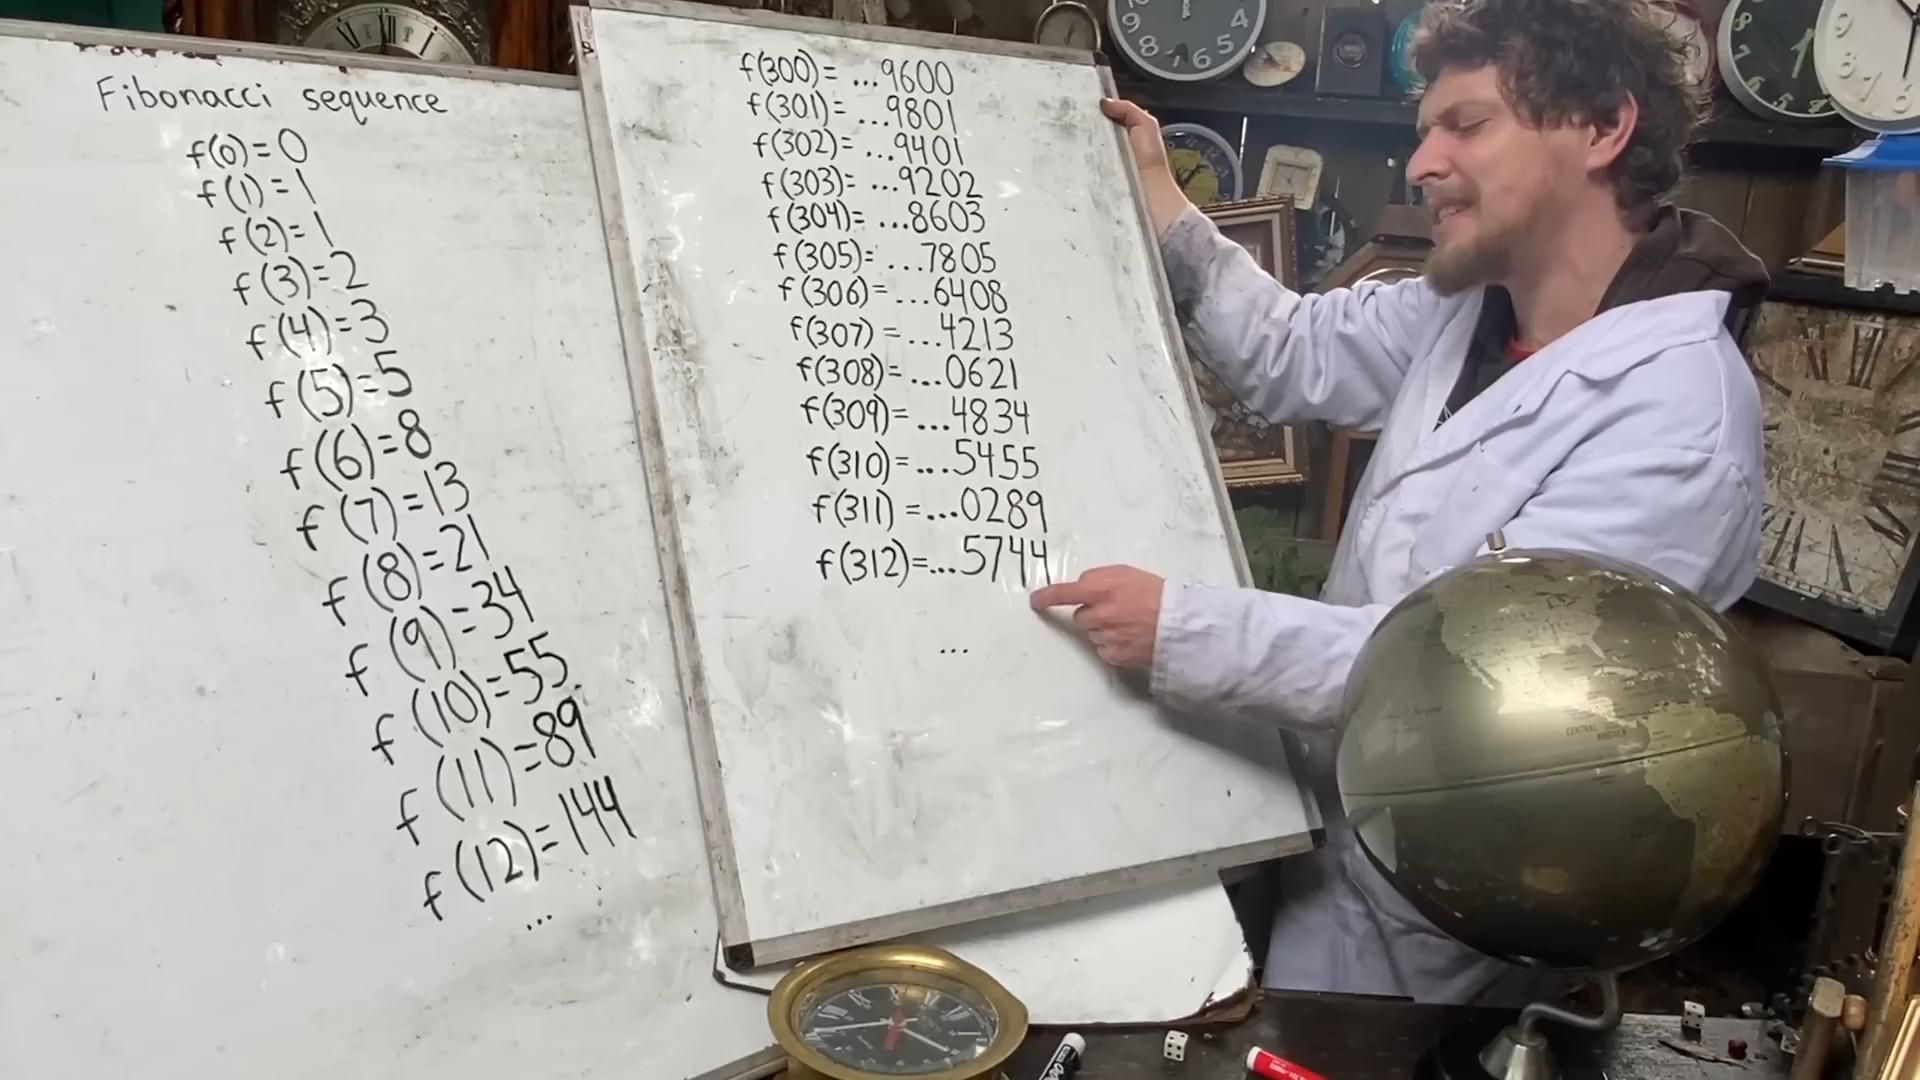 Fibonacci sequence
f(0)=0
f(1)=1
f(2)=1
f(3)=2
f(4)=3
f(5)=5
f(6)=8
f(7)=13
f(8)=21
f(9)=34
f(10)=55
f(11)=89
f(12)=144
...
f(300)= ...9600
f(301)= ...9801
f(302)= ...9401
f(303)= ...9202
f(304)= ...8603
f(305)= ...7805
f(306)= ...6408
f(307) = ...4213
f(308)= ...0621
f(309)= ...4834
f(310)= ...5455
f(311) = ...0289
f(312)=...5744
...
CENTRAL
AMERICA